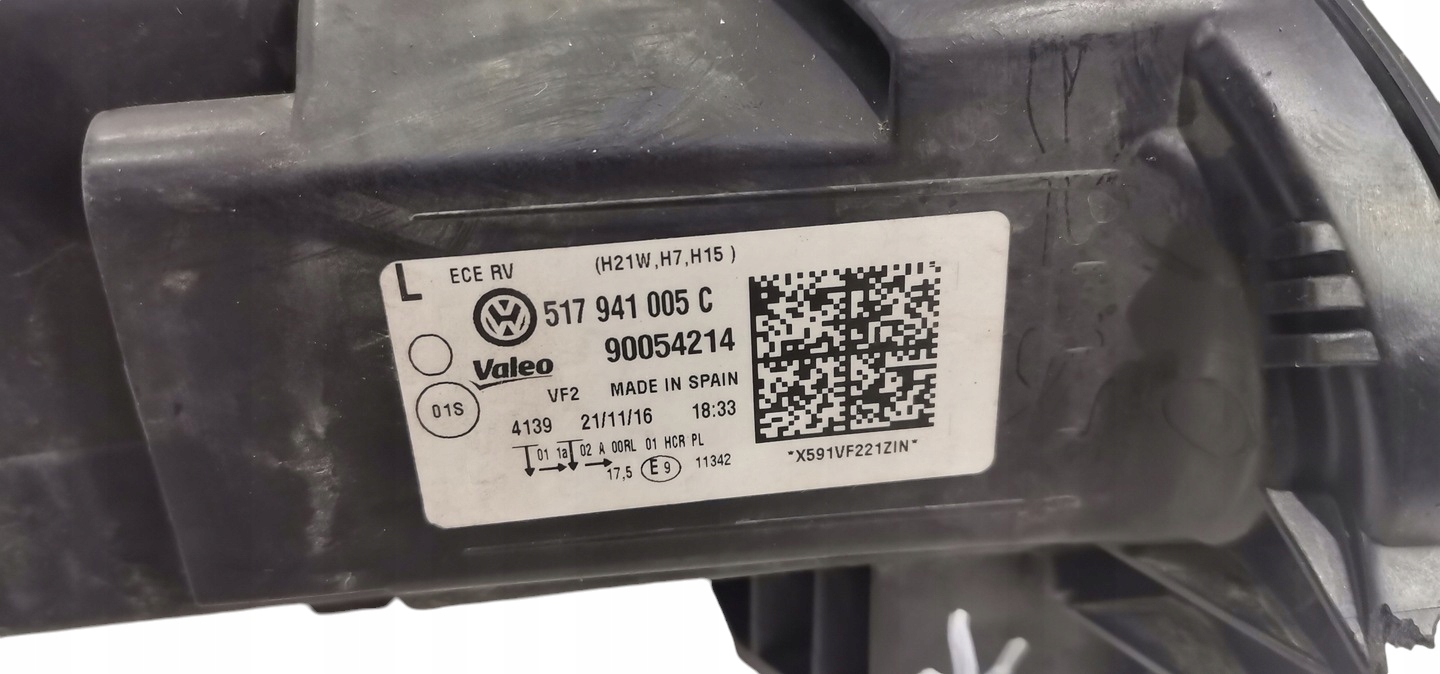 L ECE RV (H21W,H7,H15 )
517 941 005 C
Valeo 90054214
VF2 MADE IN SPAIN
01S
4139 21/11/16 18:33
01 1a 02 A 00RL 01 HCR PL
17,5 E9 11342
*X591VF221ZIN*